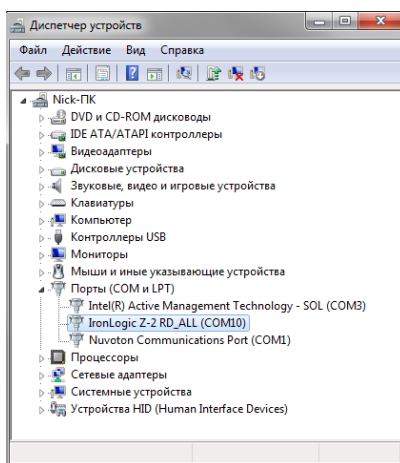 Диспетчер устройств
Файл Действие Вид Справка
Nick-ПК
DVD и CD-ROM дисководы
IDE ATA/ATAPI контроллеры
Видеоадаптеры
Дисковые устройства
Звуковые, видео и игровые устройства
Клавиатуры
Компьютер
Контроллеры USB
Мониторы
Мыши и иные указывающие устройства
Порты (COM и LPT)
Intel(R) Active Management Technology - SOL (COM3)
IronLogic Z-2 RD_ALL (COM10)
Nuvoton Communications Port (COM1)
Процессоры
Сетевые адаптеры
Системные устройства
Устройства HID (Human Interface Devices)